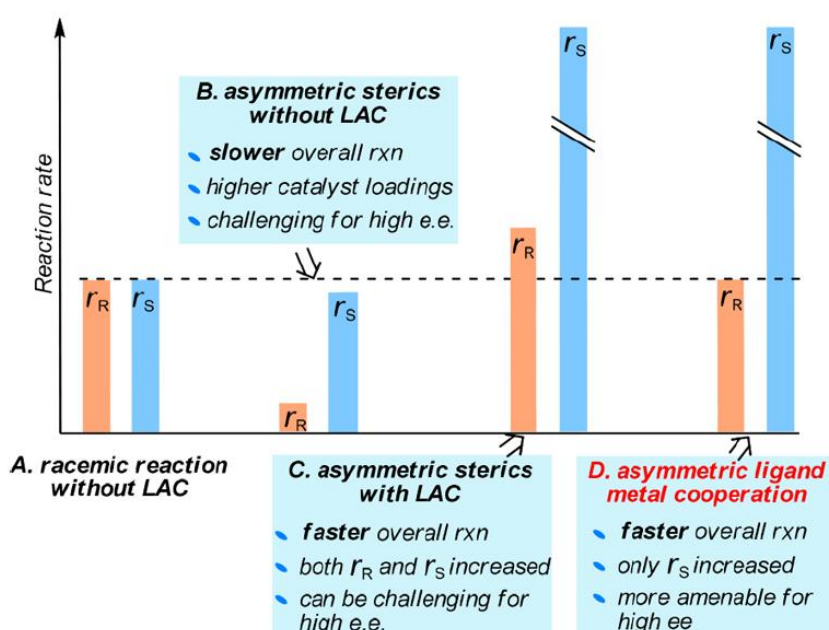 Reaction rate
B. asymmetric sterics
without LAC
slower overall rxn
higher catalyst loadings
challenging for high e.e.
rR
rS
rR
rS
rR
rS
rR
rS
A. racemic reaction
without LAC
C. asymmetric sterics
with LAC
faster overall rxn
both rR and rS increased
can be challenging for
high e.e.
D. asymmetric ligand
metal cooperation
faster overall rxn
only rS increased
more amenable for
high ee